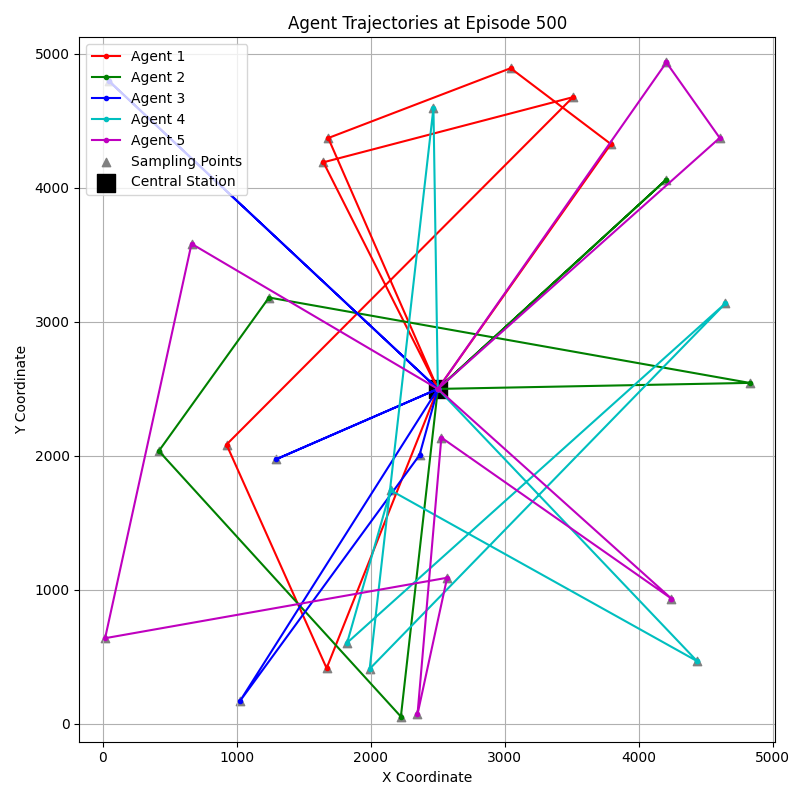 Agent Trajectories at Episode 500
5000
4000
3000
2000
1000
0
Y Coordinate
Agent 1
Agent 2
Agent 3
Agent 4
Agent 5
Sampling Points
Central Station
0 1000 2000 3000 4000 5000
X Coordinate